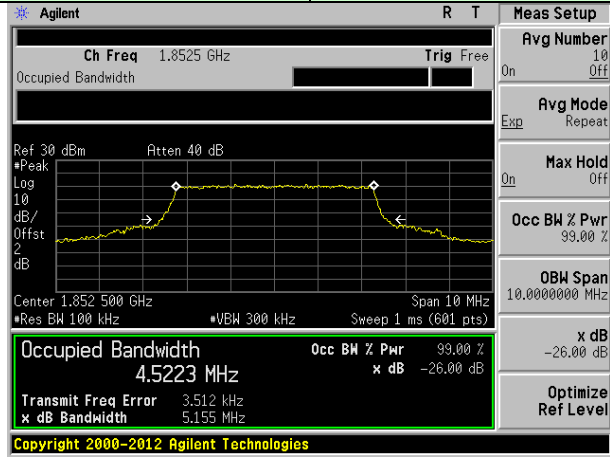 Agilent R T Meas Setup
Ch Freq 1.8525 GHz Trig Free
Occupied Bandwidth
Avg Number
10
On Off
Avg Mode
Exp Repeat
Max Hold
On Off
Occ BW % Pwr
99.00 %
OBW Span
10.0000000 MHz
x dB
-26.00 dB
Optimize
Ref Level
Ref 30 dBm Atten 40 dB
#Peak
Log
10
dB/
Offst
2
dB
Center 1.852 500 GHz Span 10 MHz
#Res BW 100 kHz #VBW 300 kHz Sweep 1 ms (601 pts)
Occupied Bandwidth Occ BW % Pwr 99.00 %
4.5223 MHz x dB -26.00 dB
Transmit Freq Error 3.512 kHz
x dB Bandwidth 5.155 MHz
Copyright 2000-2012 Agilent Technologies